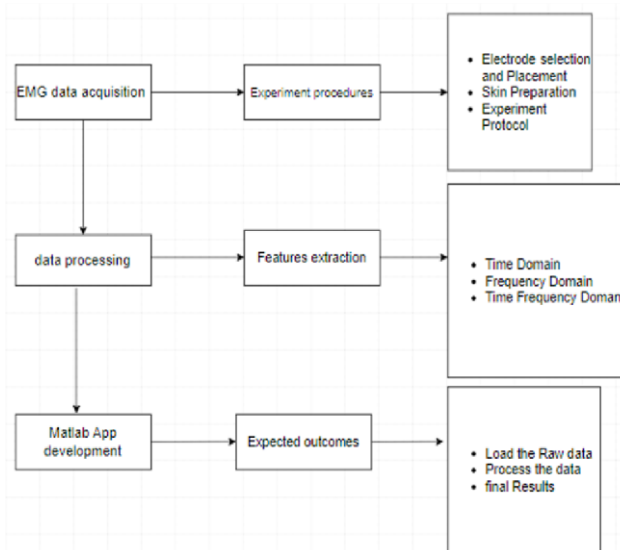 EMG data acquisition
Experiment procedures
• Electrode selection
and Placement
• Skin Preparation
• Experiment
Protocol
data processing
Features extraction
• Time Domain
• Frequency Domain
• Time Frequency Doman
Matlab App
development
Expected outcomes
• Load the Raw data
• Process the data
• final Results